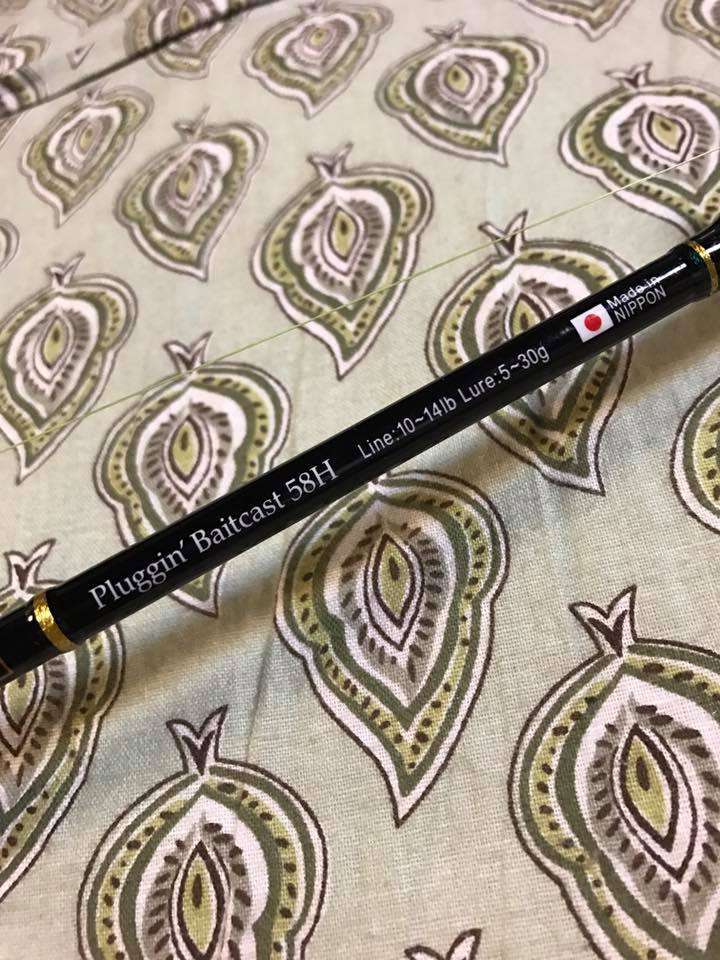 Pluggin' Baitcast 58H Line:10~14lb Lure:5~30g
Made in
NIPPON